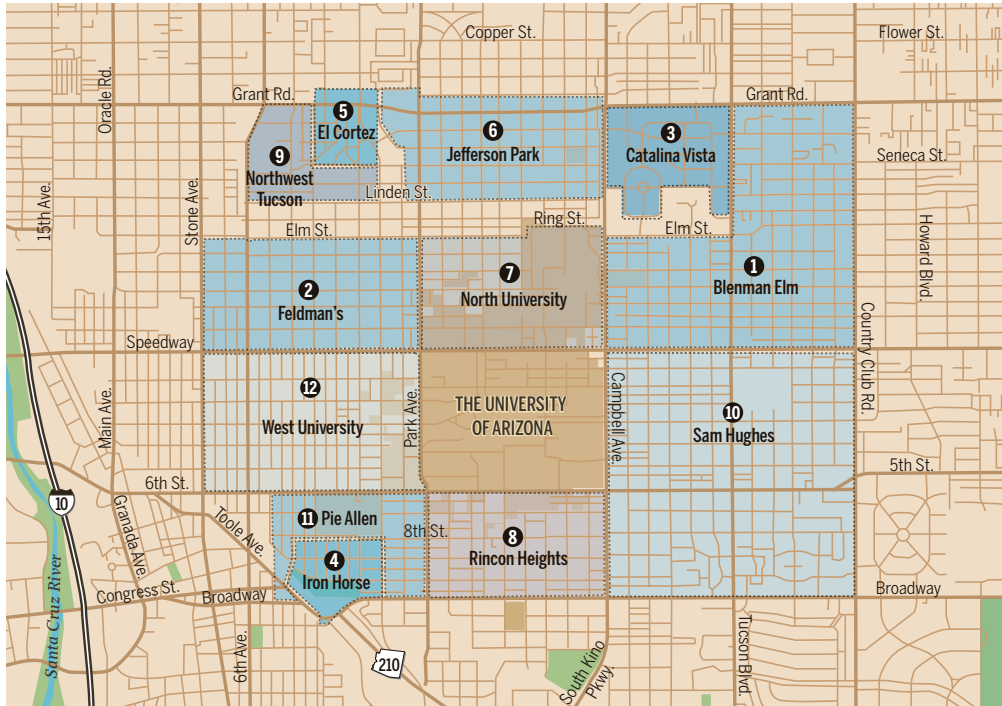 Copper St.
Flower St.
Oracle Rd.
Grant Rd.
Grant Rd.
5
El Cortez
6
Jefferson Park
3
Catalina Vista
9
Northwest
Tucson
Seneca St.
Linden St.
15th Ave.
Stone Ave.
Elm St.
Ring St.
Elm St.
Howard Blvd.
2
Feldman's
7
North University
1
Blenman Elm
Speedway
Country Club Rd.
Main Ave.
12
West University
Park Ave.
THE UNIVERSITY
OF ARIZONA
Campbell Ave.
10
Sam Hughes
6th St.
5th St.
10
Granada Ave.
Toole Ave.
11 Pie Allen
8th St.
8
Rincon Heights
4
Iron Horse
Congress St.
Broadway
Broadway
Santa Cruz River
6th Ave.
210
South Kino
Pkwy.
Tucson Blvd.